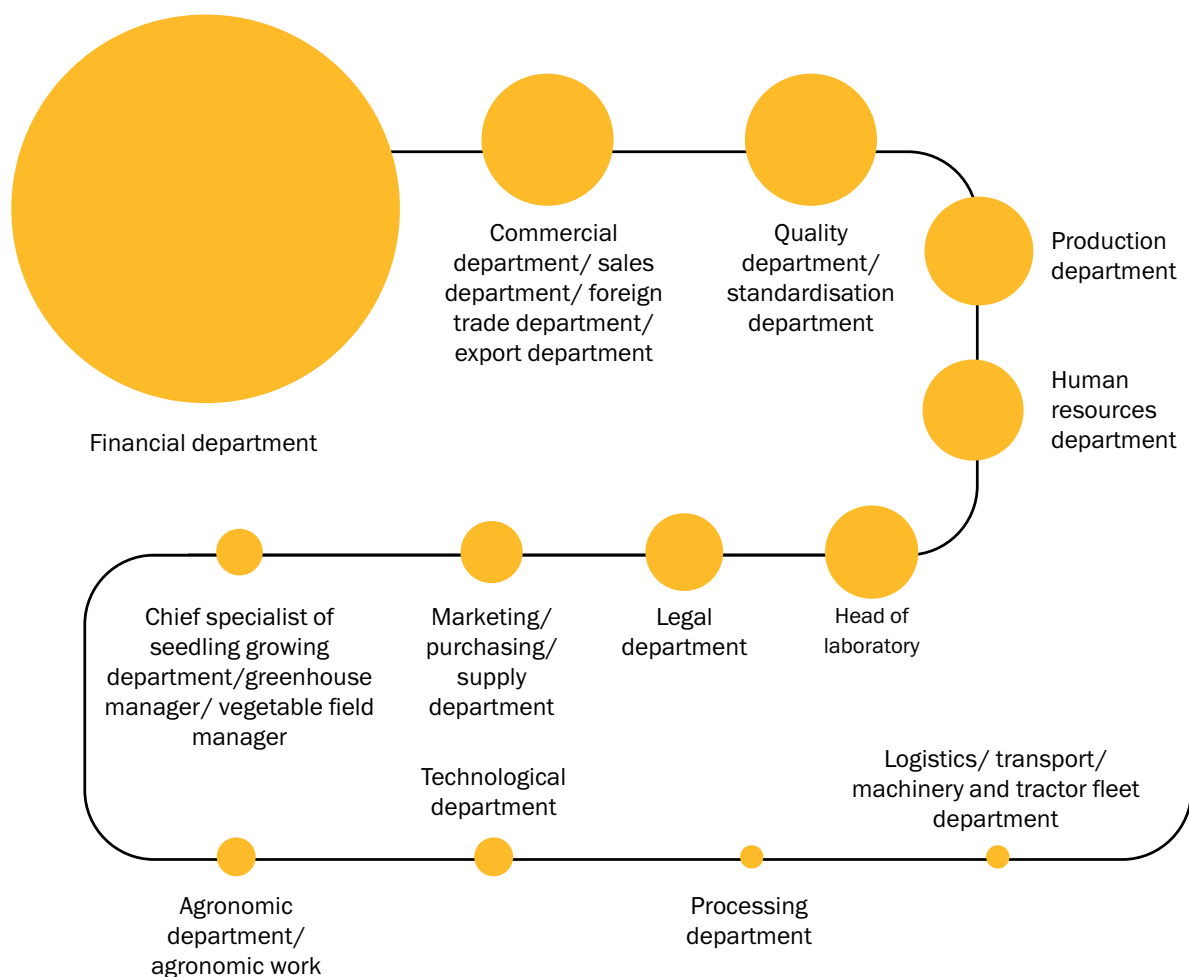 Financial department
Commercial
department/ sales
department/ foreign
trade department/
export department
Quality
department/
standardisation
department
Production
department
Human
resources
department
Head of
laboratory
Legal
department
Marketing/
purchasing/
supply
department
Chief specialist of
seedling growing
department/greenhouse
manager/ vegetable field
manager
Agronomic
department/
agronomic work
Technological
department
Processing
department
Logistics/ transport/
machinery and tractor fleet
department